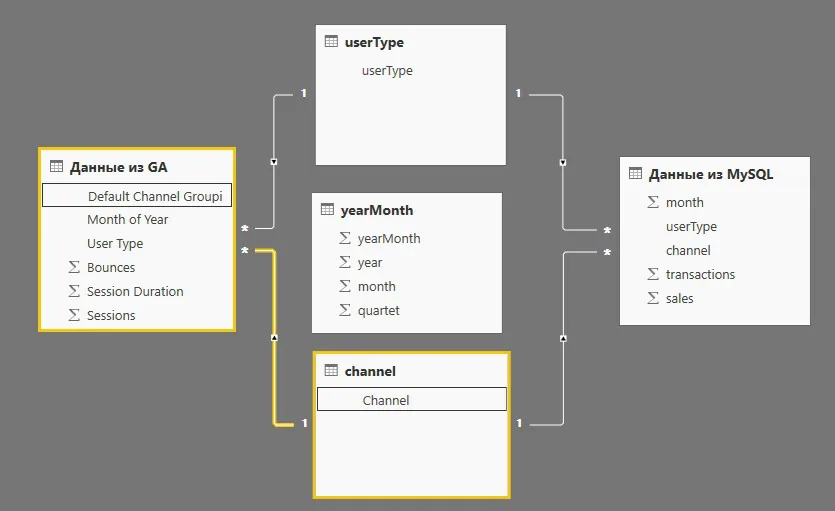 userType
userType
1
1
Данные из GA
Default Channel Groupi
Month of Year
User Type
Σ Bounces
Σ Session Duration
Σ Sessions
*
*
yearMonth
Σ yearMonth
Σ year
Σ month
Σ quartet
Данные из MySQL
Σ month
userType
channel
Σ transactions
Σ sales
*
*
channel
Channel
1
1